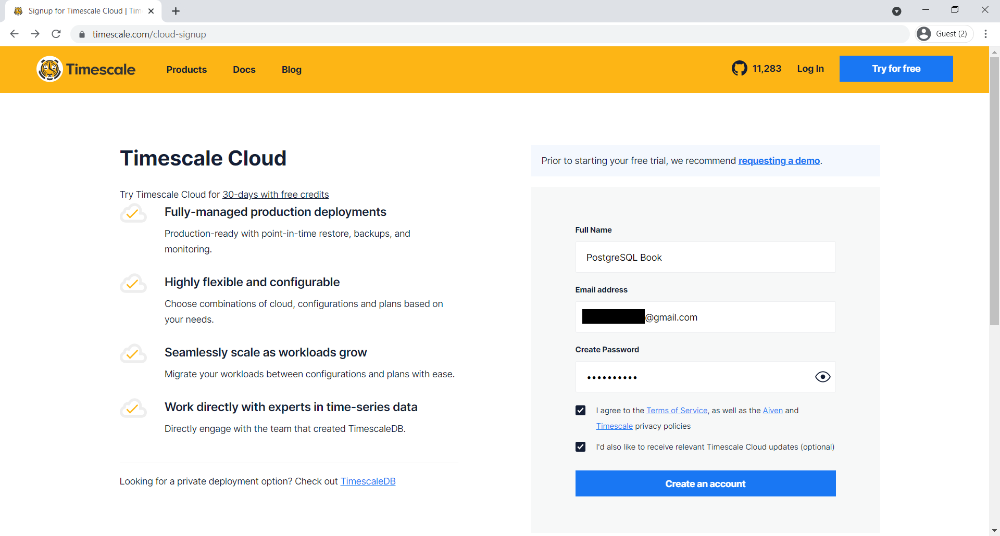 Signup for Timescale Cloud | Tim
timescale.com/cloud-signup
Guest (2)
Timescale
Products
Docs
Blog
11,283
Log In
Try for free
Timescale Cloud
Try Timescale Cloud for 30-days with free credits
Fully-managed production deployments
Production-ready with point-in-time restore, backups, and
monitoring.
Highly flexible and configurable
Choose combinations of cloud, configurations and plans based on
your needs.
Seamlessly scale as workloads grow
Migrate your workloads between configurations and plans with ease.
Work directly with experts in time-series data
Directly engage with the team that created TimescaleDB.
Looking for a private deployment option? Check out TimescaleDB
Prior to starting your free trial, we recommend requesting a demo.
Full Name
PostgreSQL Book
Email address
@gmail.com
Create Password
••••••••••
I agree to the Terms of Service, as well as the Aiven and
Timescale privacy policies
I'd also like to receive relevant Timescale Cloud updates (optional)
Create an account